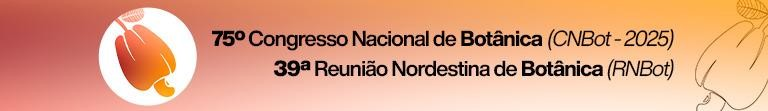 75º Congresso Nacional de Botânica (CNBot - 2025)
39ª Reunião Nordestina de Botânica (RNBot)